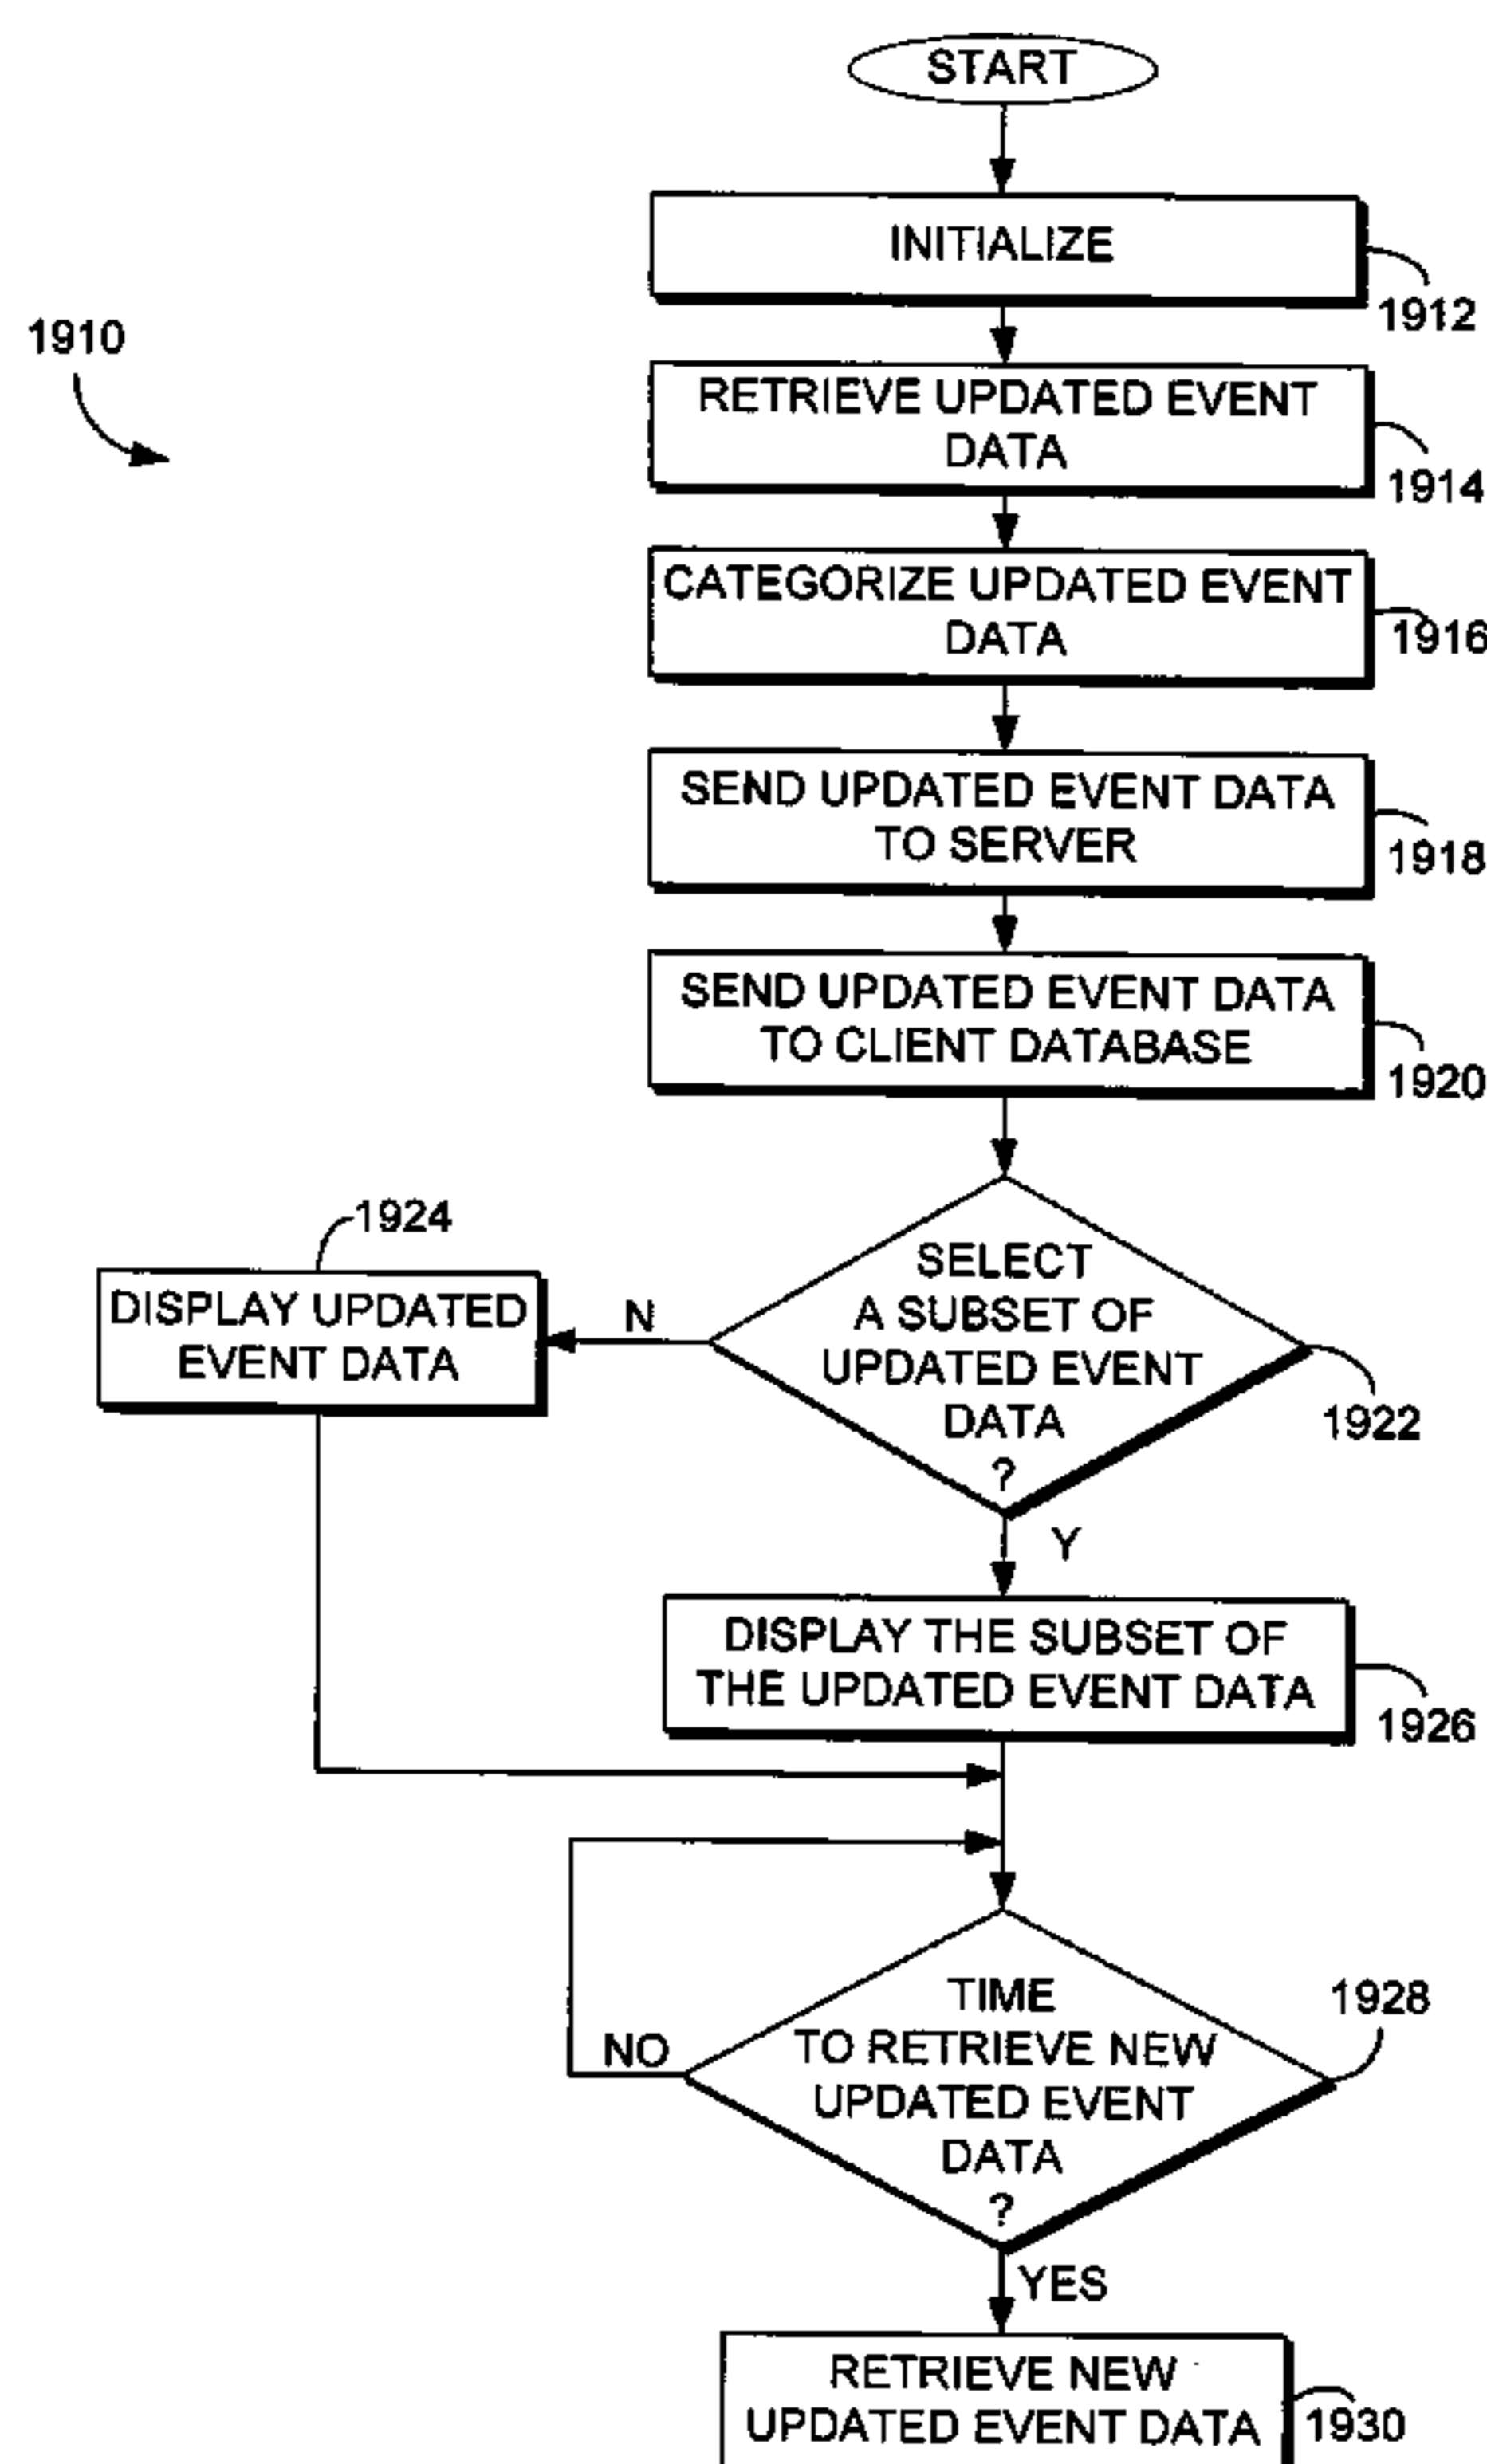 START
INITIALIZE
1912
1910
RETRIEVE UPDATED EVENT
DATA
1914
CATEGORIZE UPDATED EVENT
DATA
1916
SEND UPDATED EVENT DATA
TO SERVER
1918
SEND UPDATED EVENT DATA
TO CLIENT DATABASE
1920
1924
DISPLAY UPDATED
EVENT DATA
N
SELECT
A SUBSET OF
UPDATED EVENT
DATA
?
1922
Y
DISPLAY THE SUBSET OF
THE UPDATED EVENT DATA
1926
TIME
TO RETRIEVE NEW
UPDATED EVENT
DATA
?
1928
NO
YES
RETRIEVE NEW
UPDATED EVENT DATA
1930